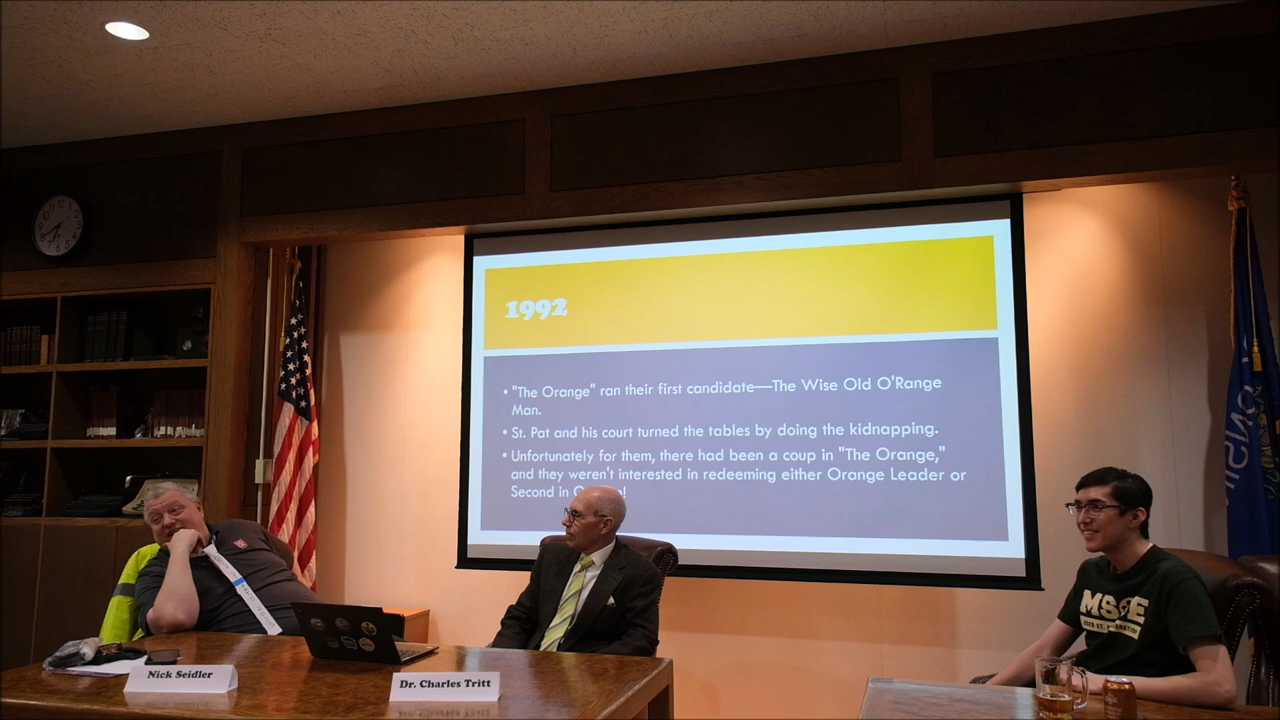 1992
• "The Orange" ran their first candidate—The Wise Old O'Range
Man.
• St. Pat and his court turned the tables by doing the kidnapping.
• Unfortunately for them, there had been a coup in "The Orange,"
and they weren't interested in redeeming either Orange Leader or
Second in
Nick Seidler
Dr. Charles Tritt
MSOE